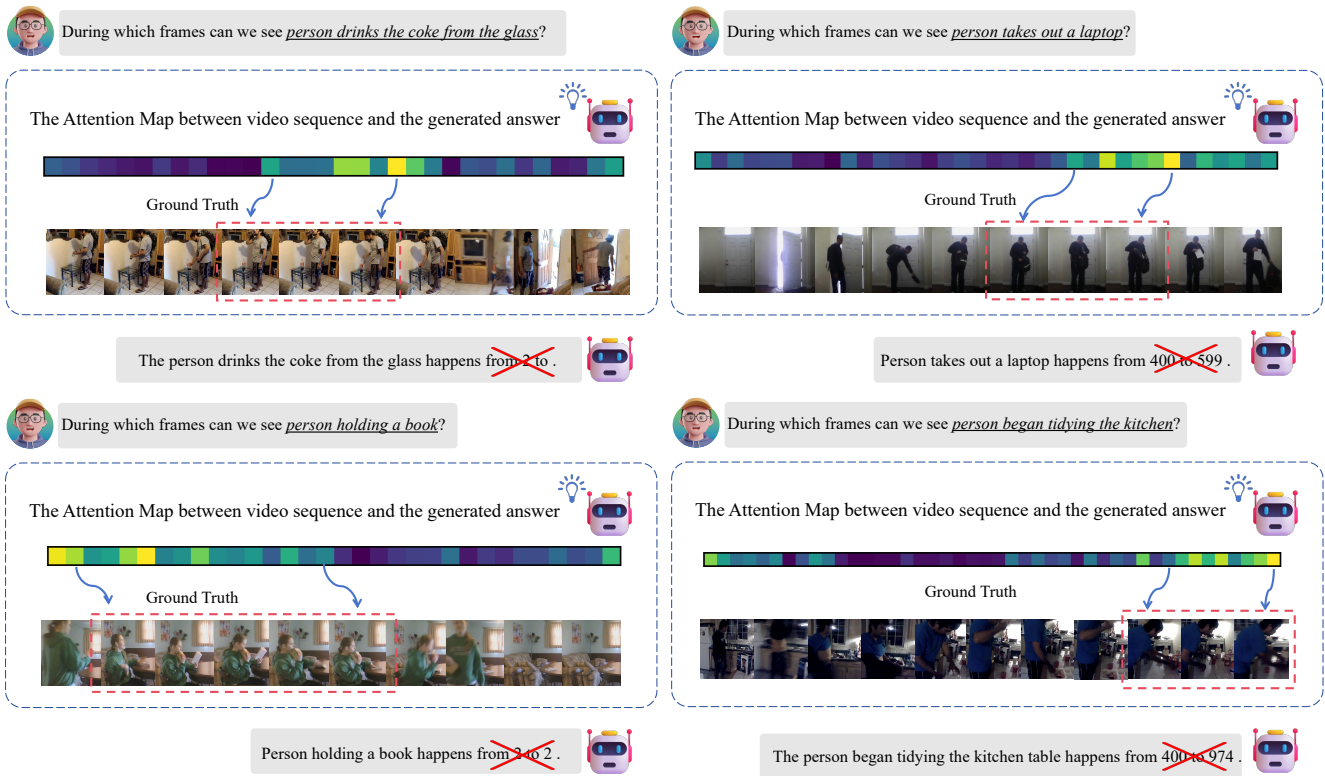 During which frames can we see person drinks the coke from the glass?
The Attention Map between video sequence and the generated answer
Ground Truth
The person drinks the coke from the glass happens from 2 to .
During which frames can we see person takes out a laptop?
The Attention Map between video sequence and the generated answer
Ground Truth
Person takes out a laptop happens from 400 to 599 .
During which frames can we see person holding a book?
The Attention Map between video sequence and the generated answer
Ground Truth
Person holding a book happens from 2 to 2 .
During which frames can we see person began tidying the kitchen?
The Attention Map between video sequence and the generated answer
Ground Truth
The person began tidying the kitchen table happens from 400 to 974 .